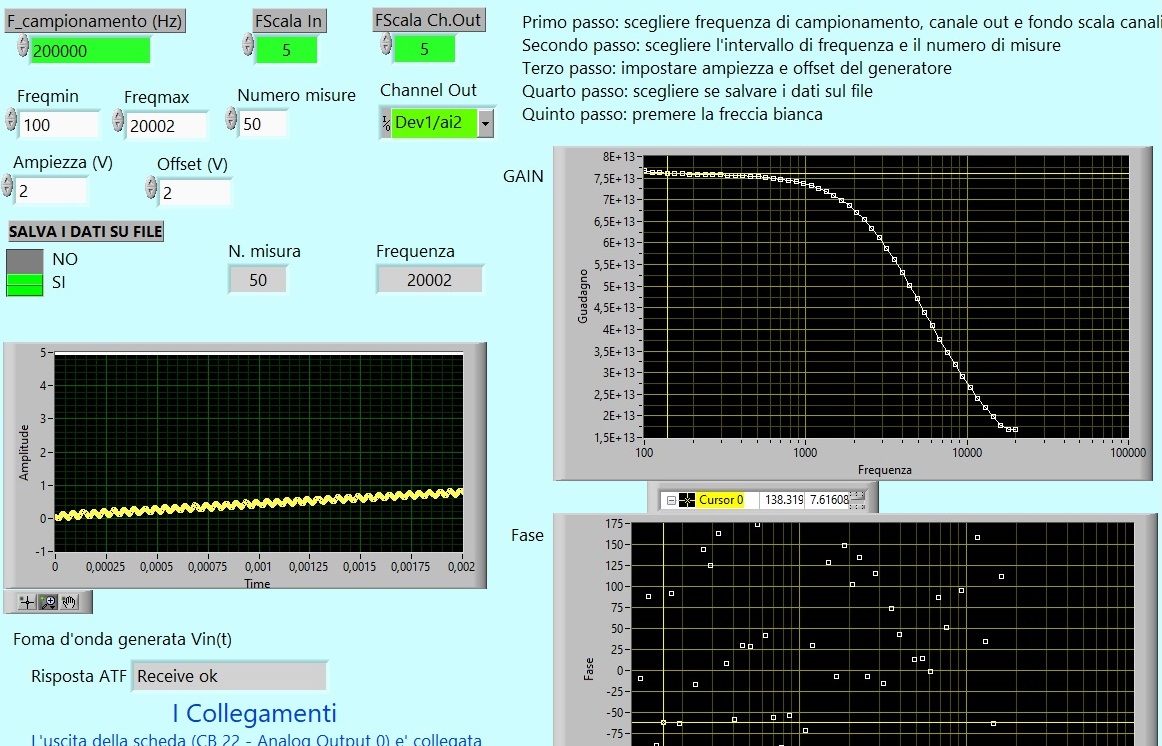 F_campionamento (Hz)
200000
FScala In
5
FScala Ch.Out
5
Primo passo: scegliere frequenza di campionamento, canale out e fondo scala canali
Secondo passo: scegliere l'intervallo di frequenza e il numero di misure
Terzo passo: impostare ampiezza e offset del generatore
Quarto passo: scegliere se salvare i dati sul file
Quinto passo: premere la freccia bianca
Freqmin
100
Freqmax
20002
Numero misure
50
Channel Out
I/O Dev1/ai2
Ampiezza (V)
2
Offset (V)
2
SALVA I DATI SU FILE
NO
SI
N. misura
50
Frequenza
20002
GAIN
Guadagno
8E+13
7,5E+13
7E+13
6,5E+13
6E+13
5,5E+13
5E+13
4,5E+13
4E+13
3,5E+13
3E+13
2,5E+13
2E+13
1,5E+13
100 1000 10000 100000
Frequenza
Cursor 0 138.319 7.61608
Amplitude
5
4
3
2
1
0
-1
0 0,00025 0,0005 0,00075 0,001 0,00125 0,0015 0,00175 0,002
Time
Foma d'onda generata Vin(t)
Risposta ATF Receive ok
I Collegamenti
L'uscita della scheda (CB 22 - Analog Output 0) e' collegata
Fase
Fase
175
150
125
100
75
50
25
0
-25
-50
-75